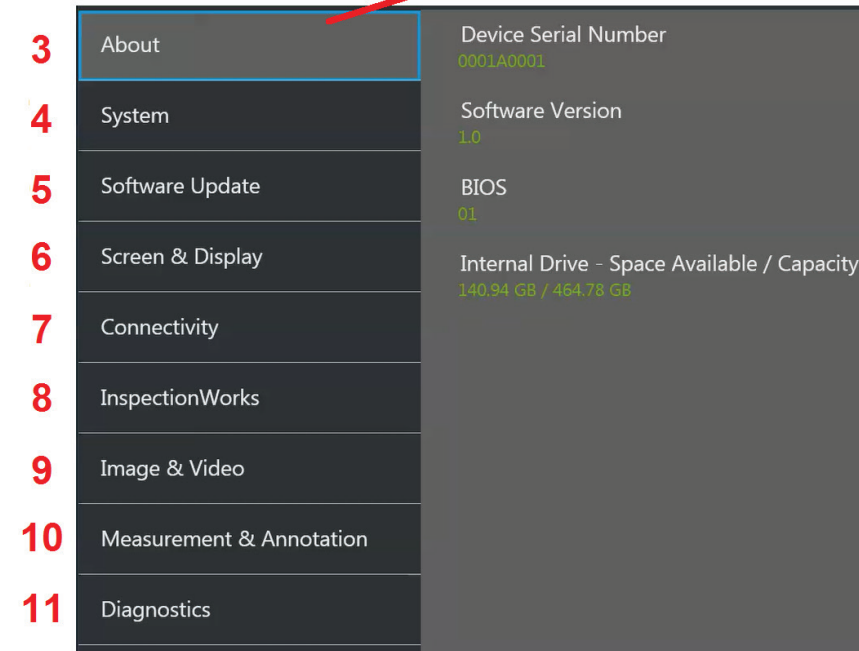 3 About
4 System
5 Software Update
6 Screen & Display
7 Connectivity
8 InspectionWorks
9 Image & Video
10 Measurement & Annotation
11 Diagnostics
Device Serial Number
0001A0001
Software Version
1.0
BIOS
01
Internal Drive - Space Available / Capacity
140.94 GB / 464.78 GB